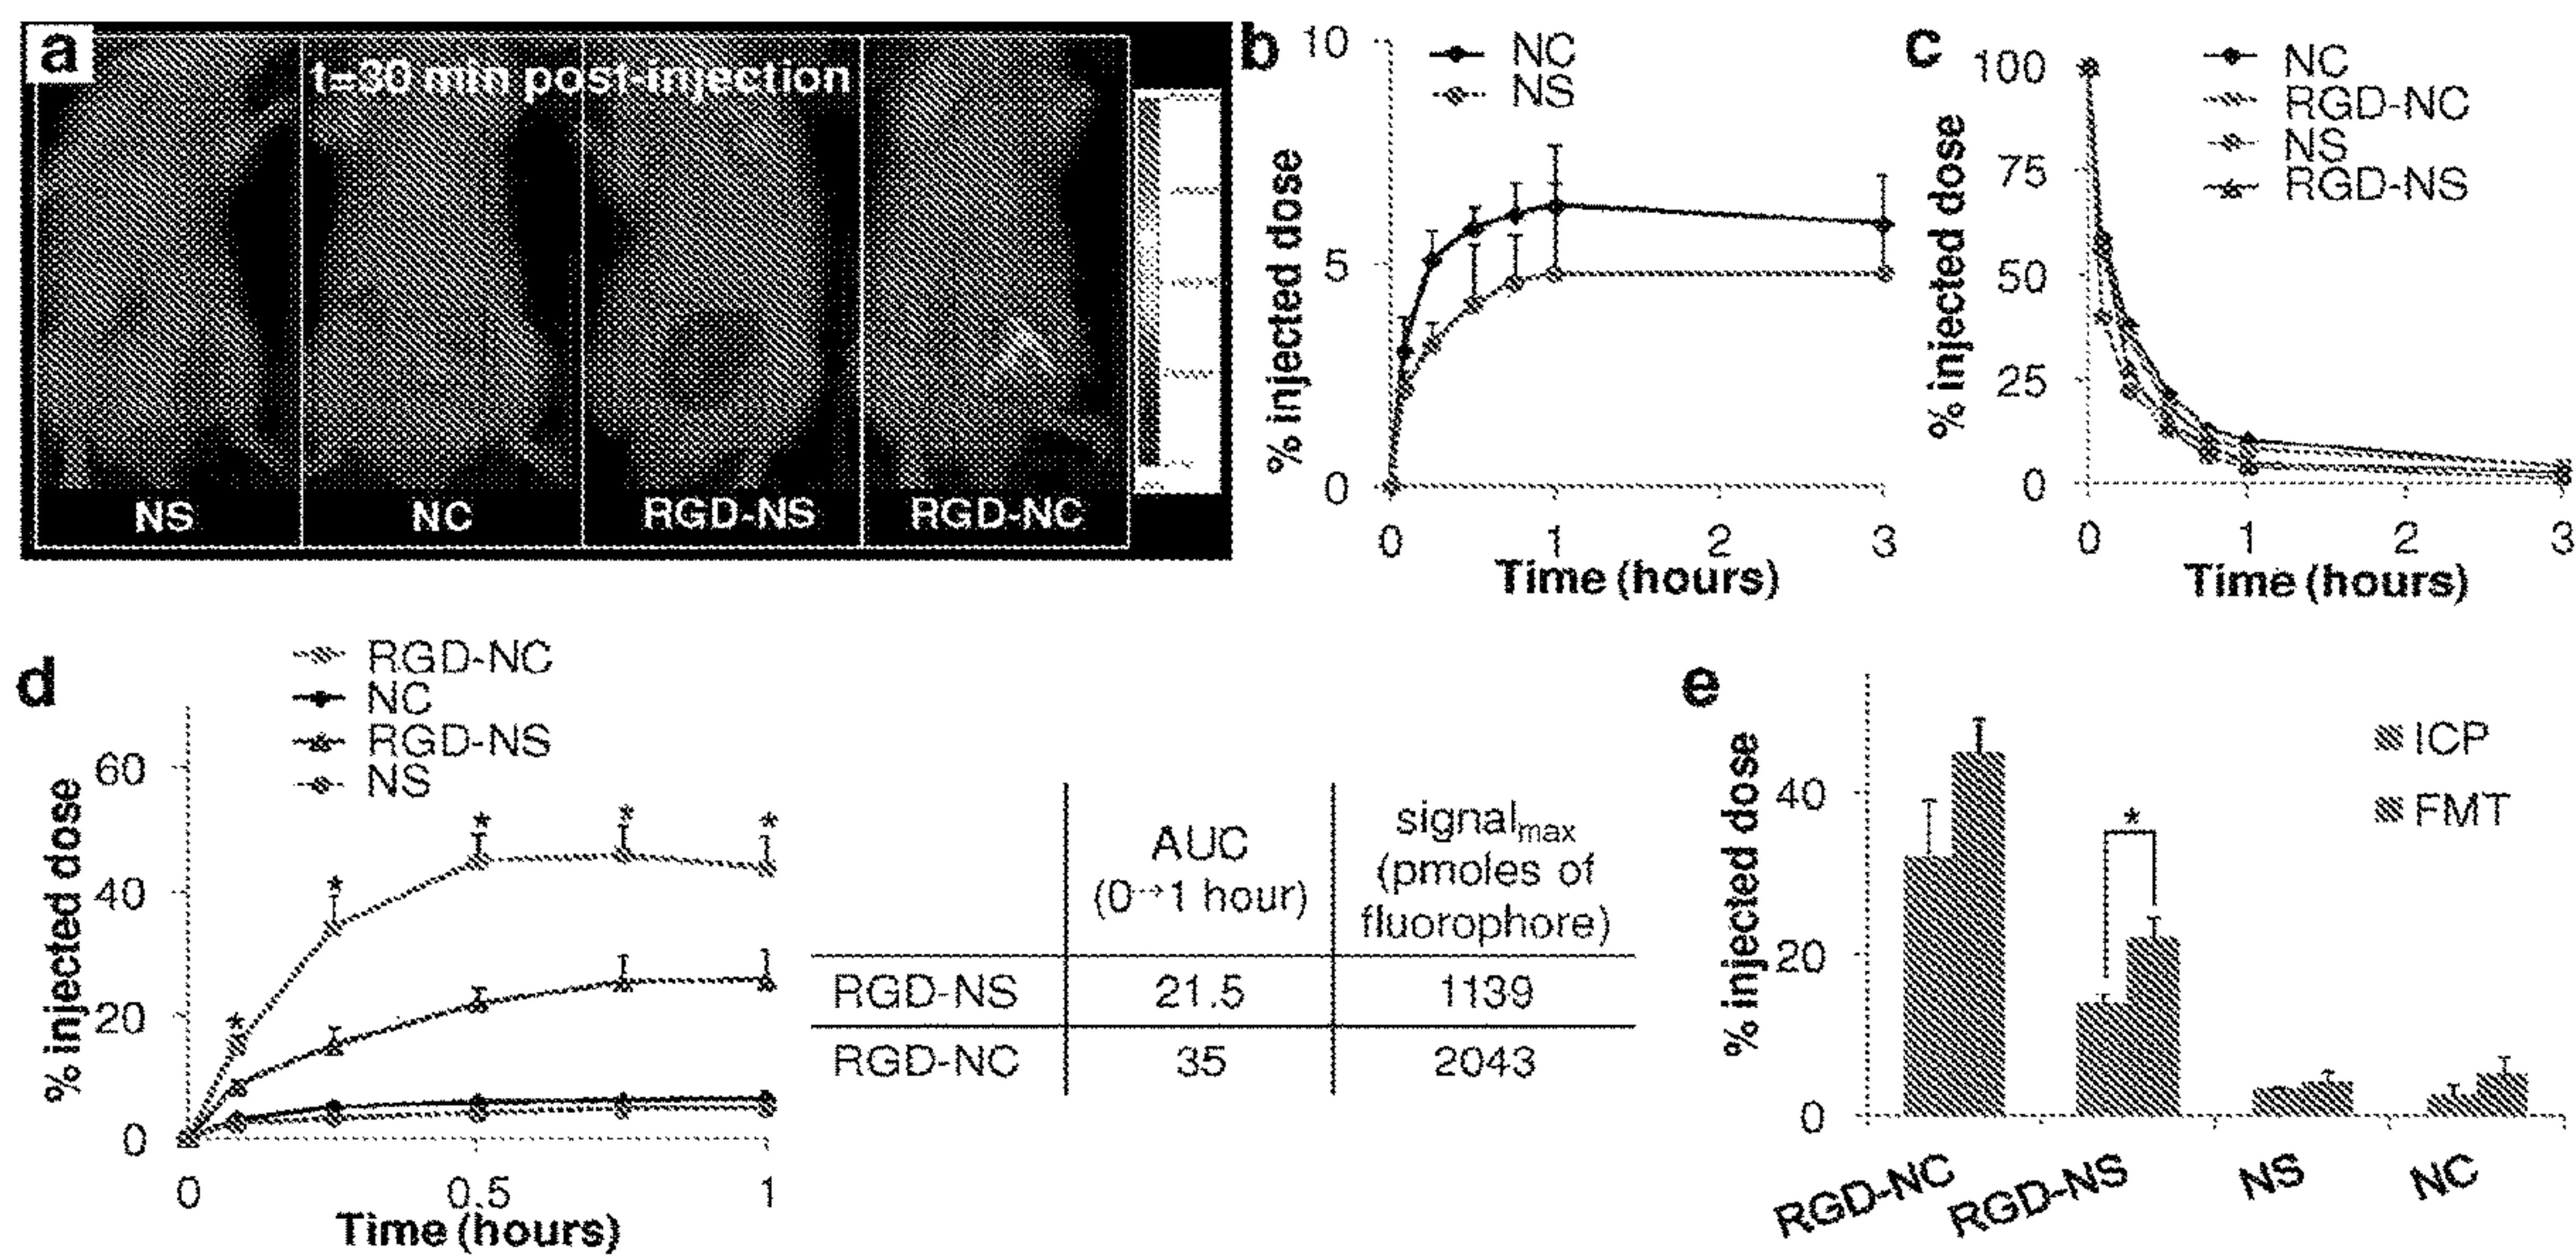 a
t=30 min post-injection
NS
NC
RGD-NS
RGD-NC
b
NC
NS
10
5
0
% injected dose
0
1
2
3
Time (hours)
c
NC
RGD-NC
NS
RGD-NS
100
75
50
25
0
% injected dose
0
1
2
3
Time (hours)
d
RGD-NC
NC
RGD-NS
NS
60
40
20
0
% injected dose
*
*
*
*
*
0
0.5
1
Time (hours)
AUC
(0→1 hour)
signalmax
(pmoles of
fluorophore)
RGD-NS 21.5 1139
RGD-NC 35 2043
e
ICP
FMT
40
20
0
% injected dose
*
RGD-NC
RGD-NS
NS
NC